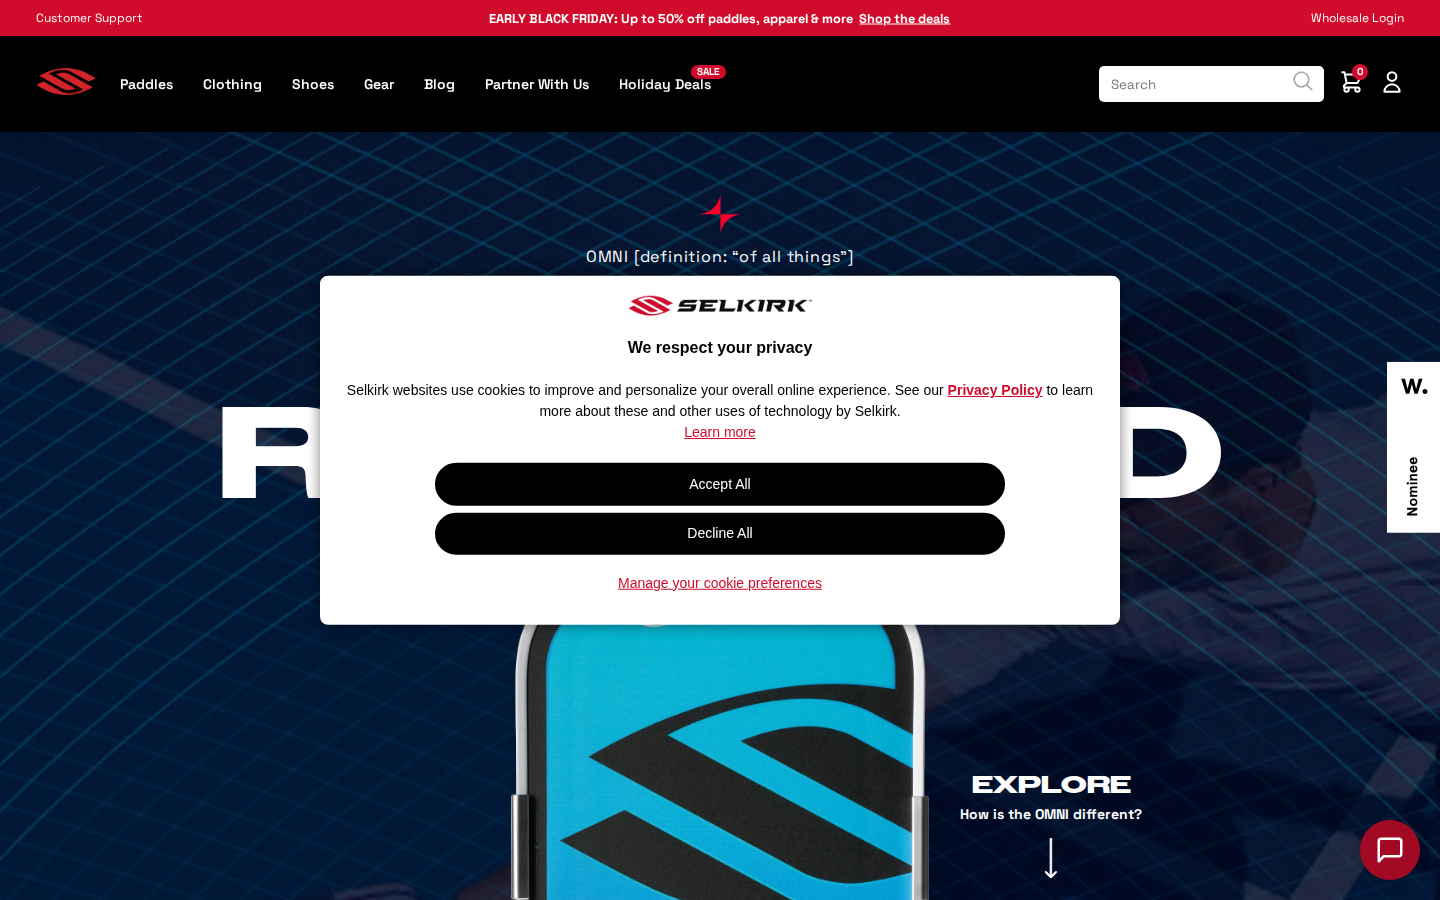 Customer Support
EARLY BLACK FRIDAY: Up to 50% off paddles, apparel & more Shop the deals
Wholesale Login
Paddles
Clothing
Shoes
Gear
Blog
Partner With Us
Holiday Deals
SALE
Search
0
OMNI [definition: “of all things”]
SELKIRK
We respect your privacy
Selkirk websites use cookies to improve and personalize your overall online experience. See our Privacy Policy to learn
more about these and other uses of technology by Selkirk.
Learn more
Accept All
Decline All
Manage your cookie preferences
W.
Nominee
EXPLORE
How is the OMNI different?